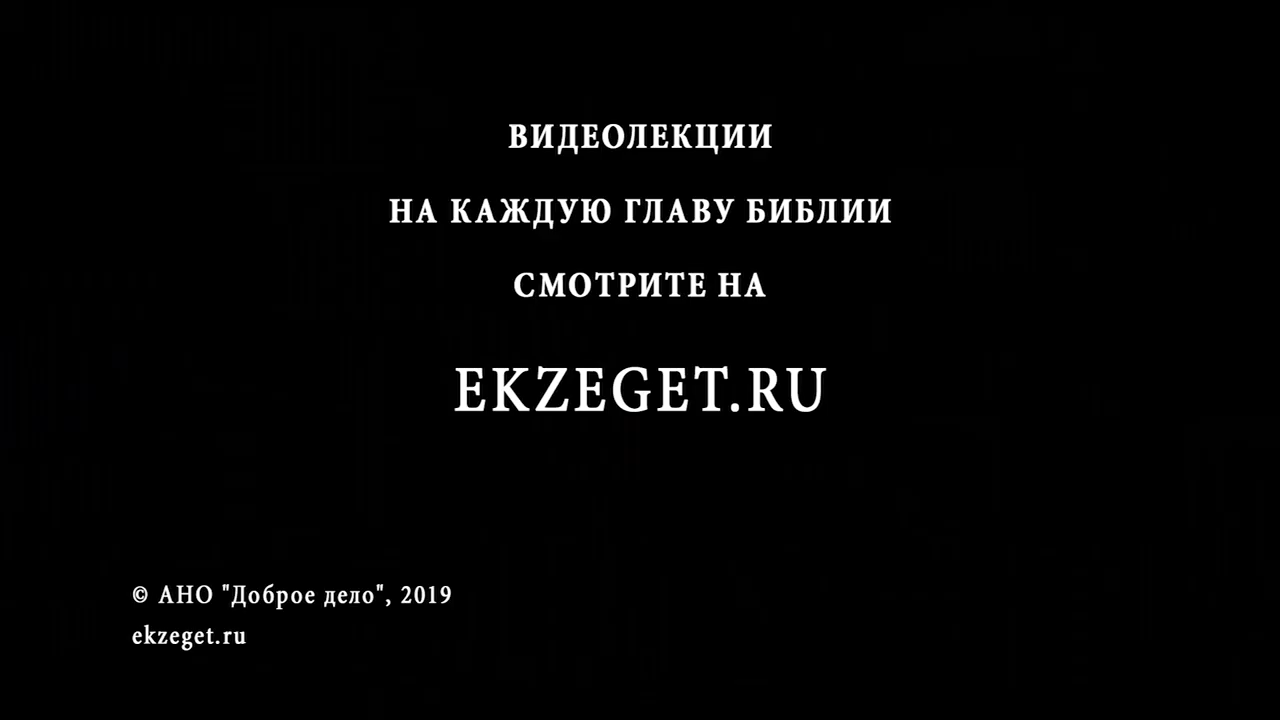 ВИДЕОЛЕКЦИИ
НА КАЖДУЮ ГЛАВУ БИБЛИИ
СМОТРИТЕ НА
EKZEGET.RU
© АНО "Доброе дело", 2019
ekzeget.ru